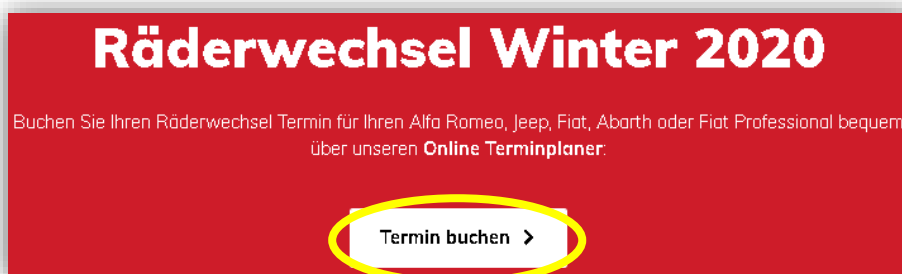 Räderwechsel Winter 2020
Buchen Sie Ihren Räderwechsel Termin für Ihren Alfa Romeo, Jeep, Fiat, Abarth oder Fiat Professional bequem
über unseren Online Terminplaner:
Termin buchen